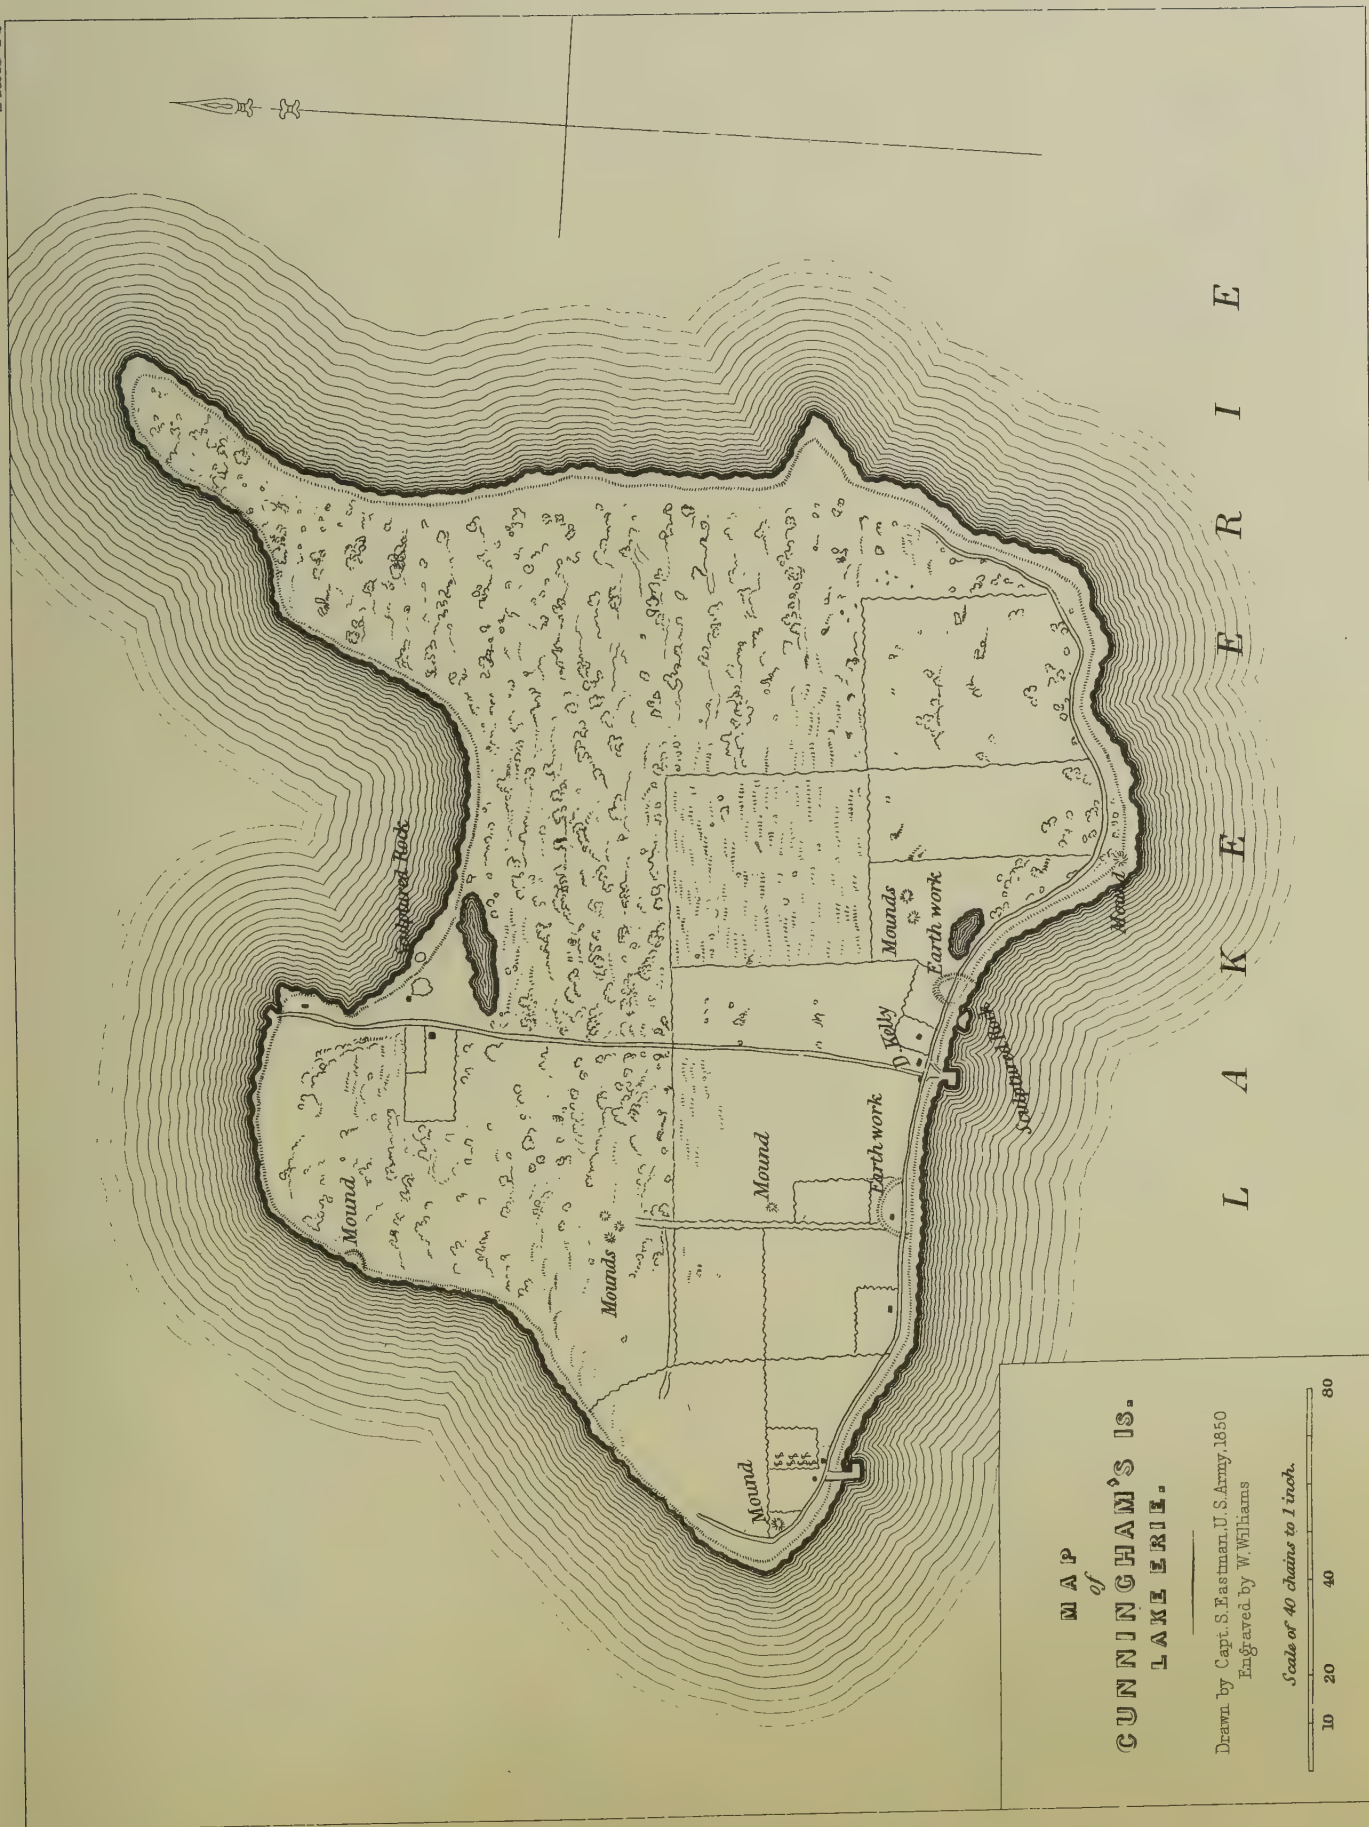 Sculptured Rock
Mound
Mounds
Mound
Mounds
Earth work
D. Kelly
Earth work
Sculptured Rock
Mound
Mound
LAKE ERIE
MAP
of
CUNNINGHAM'S IS.
LAKE ERIE.
Drawn by Capt. S. Eastman, U.S. Army, 1850
Engraved by W. Williams
Scale of 40 chains to 1 inch.
10 20 40 80